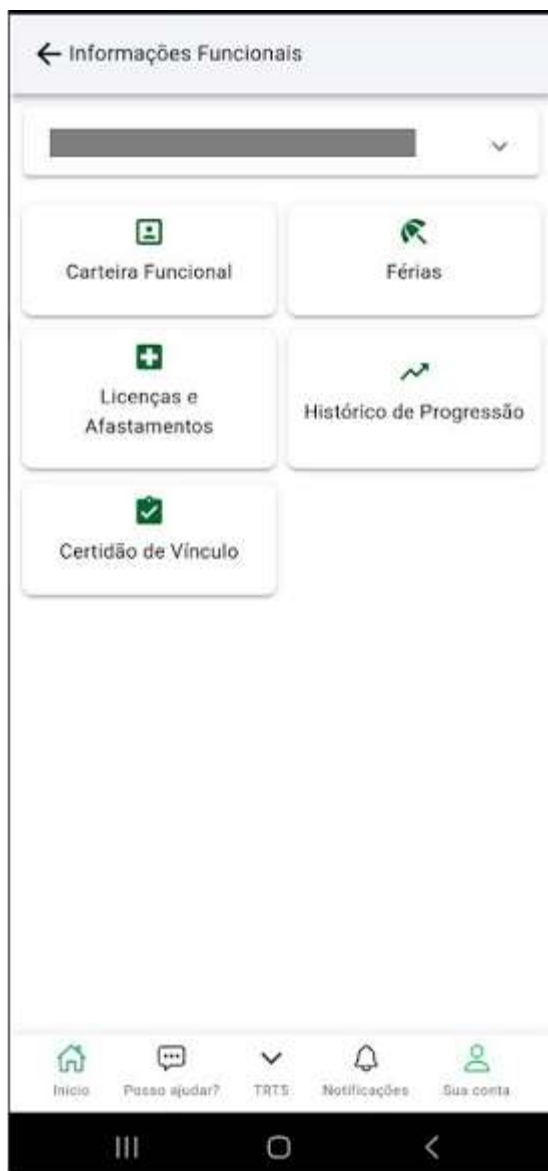 Informações Funcionais
Carteira Funcional
Férias
Licenças e
Afastamentos
Histórico de Progressão
Certidão de Vínculo
Início
Posso ajudar?
TRT5
Notificações
Sua conta